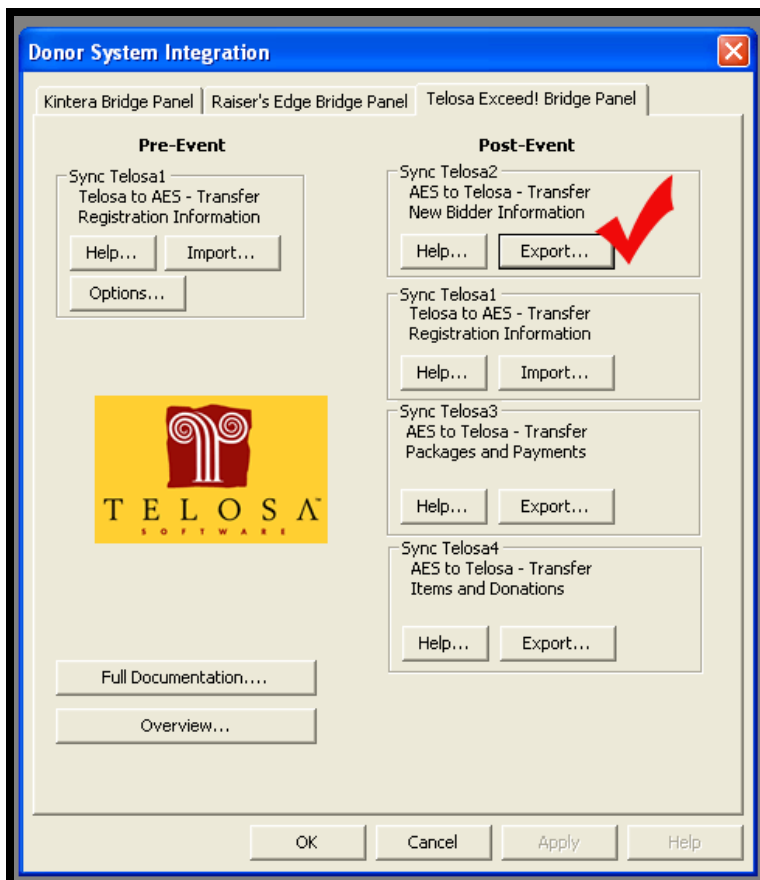 Donor System Integration
Kintera Bridge Panel
Raiser's Edge Bridge Panel
Telosa Exceed! Bridge Panel
Pre-Event
Sync Telosa1
Telosa to AES - Transfer
Registration Information
Help...
Import...
Options...
TELOSA™
SOFTWARE
Full Documentation....
Overview...
Post-Event
Sync Telosa2
AES to Telosa - Transfer
New Bidder Information
Help...
Export...
Sync Telosa1
Telosa to AES - Transfer
Registration Information
Help...
Import...
Sync Telosa3
AES to Telosa - Transfer
Packages and Payments
Help...
Export...
Sync Telosa4
AES to Telosa - Transfer
Items and Donations
Help...
Export...
OK
Cancel
Apply
Help